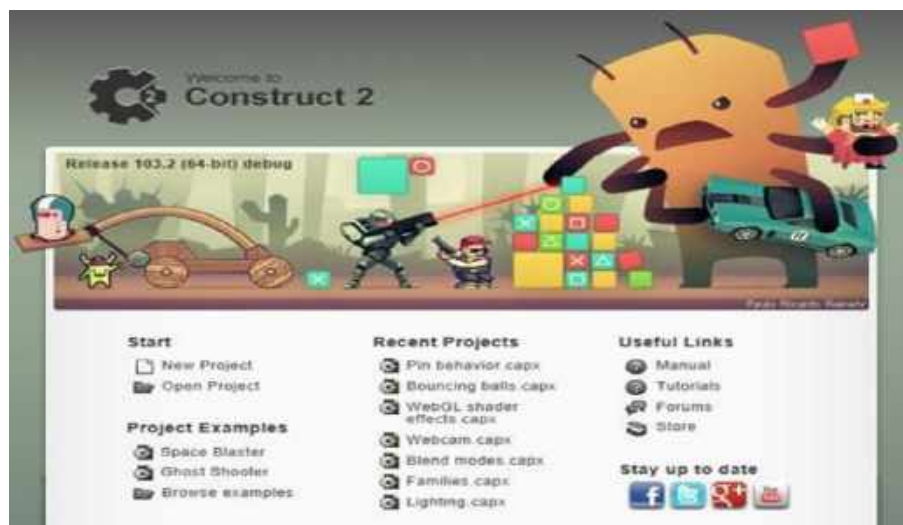 Welcome to
Construct 2
Release 103.2 (64-bit) debug
Start
New Project
Open Project
Project Examples
Space Blaster
Ghost Shooter
Browse examples
Recent Projects
Pin behavior.capx
Bouncing balls.capx
WebGL shader
effects.capx
Webcam.capx
Blend modes.capx
Families.capx
Lighting.capx
Useful Links
Manual
Tutorials
Forums
Store
Stay up to date